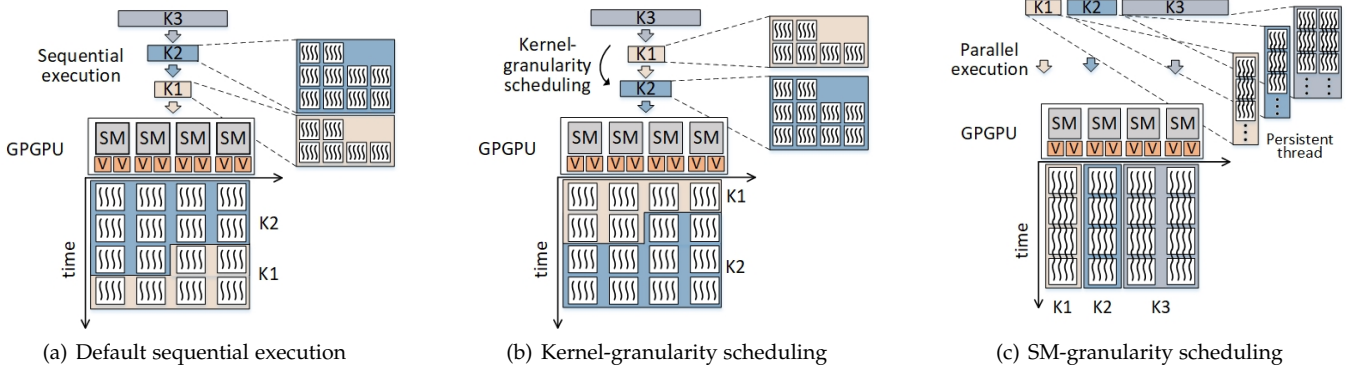 K3
Sequential
execution
K2
K1
GPGPU
SM SM SM SM
V V V V V V V V
time
K2
K1
(a) Default sequential execution
K3
Kernel-
granularity
scheduling
K1
K2
GPGPU
SM SM SM SM
V V V V V V V V
time
K1
K2
(b) Kernel-granularity scheduling
K1 K2 K3
Parallel
execution
GPGPU
SM SM SM SM
V V V V V V V V
Persistent
thread
time
K1 K2 K3
(c) SM-granularity scheduling